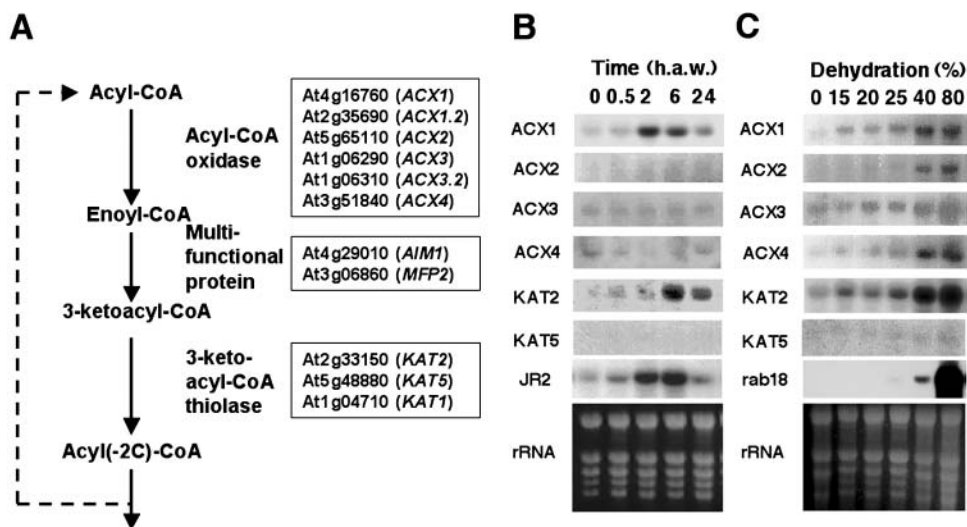 A
Acyl-CoA
Acyl-CoA
oxidase
At4g16760 (ACX1)
At2g35690 (ACX1.2)
At5g65110 (ACX2)
At1g06290 (ACX3)
At1g06310 (ACX3.2)
At3g51840 (ACX4)
Enoyl-CoA
Multi-
functional
protein
At4g29010 (AIM1)
At3g06860 (MFP2)
3-ketoacyl-CoA
3-keto-
acyl-CoA
thiolase
At2g33150 (KAT2)
At5g48880 (KAT5)
At1g04710 (KAT1)
Acyl(-2C)-CoA
B
Time (h.a.w.)
0 0.5 2 6 24
ACX1
ACX2
ACX3
ACX4
KAT2
KAT5
JR2
rRNA
C
Dehydration (%)
0 15 20 25 40 80
ACX1
ACX2
ACX3
ACX4
KAT2
KAT5
rab18
rRNA